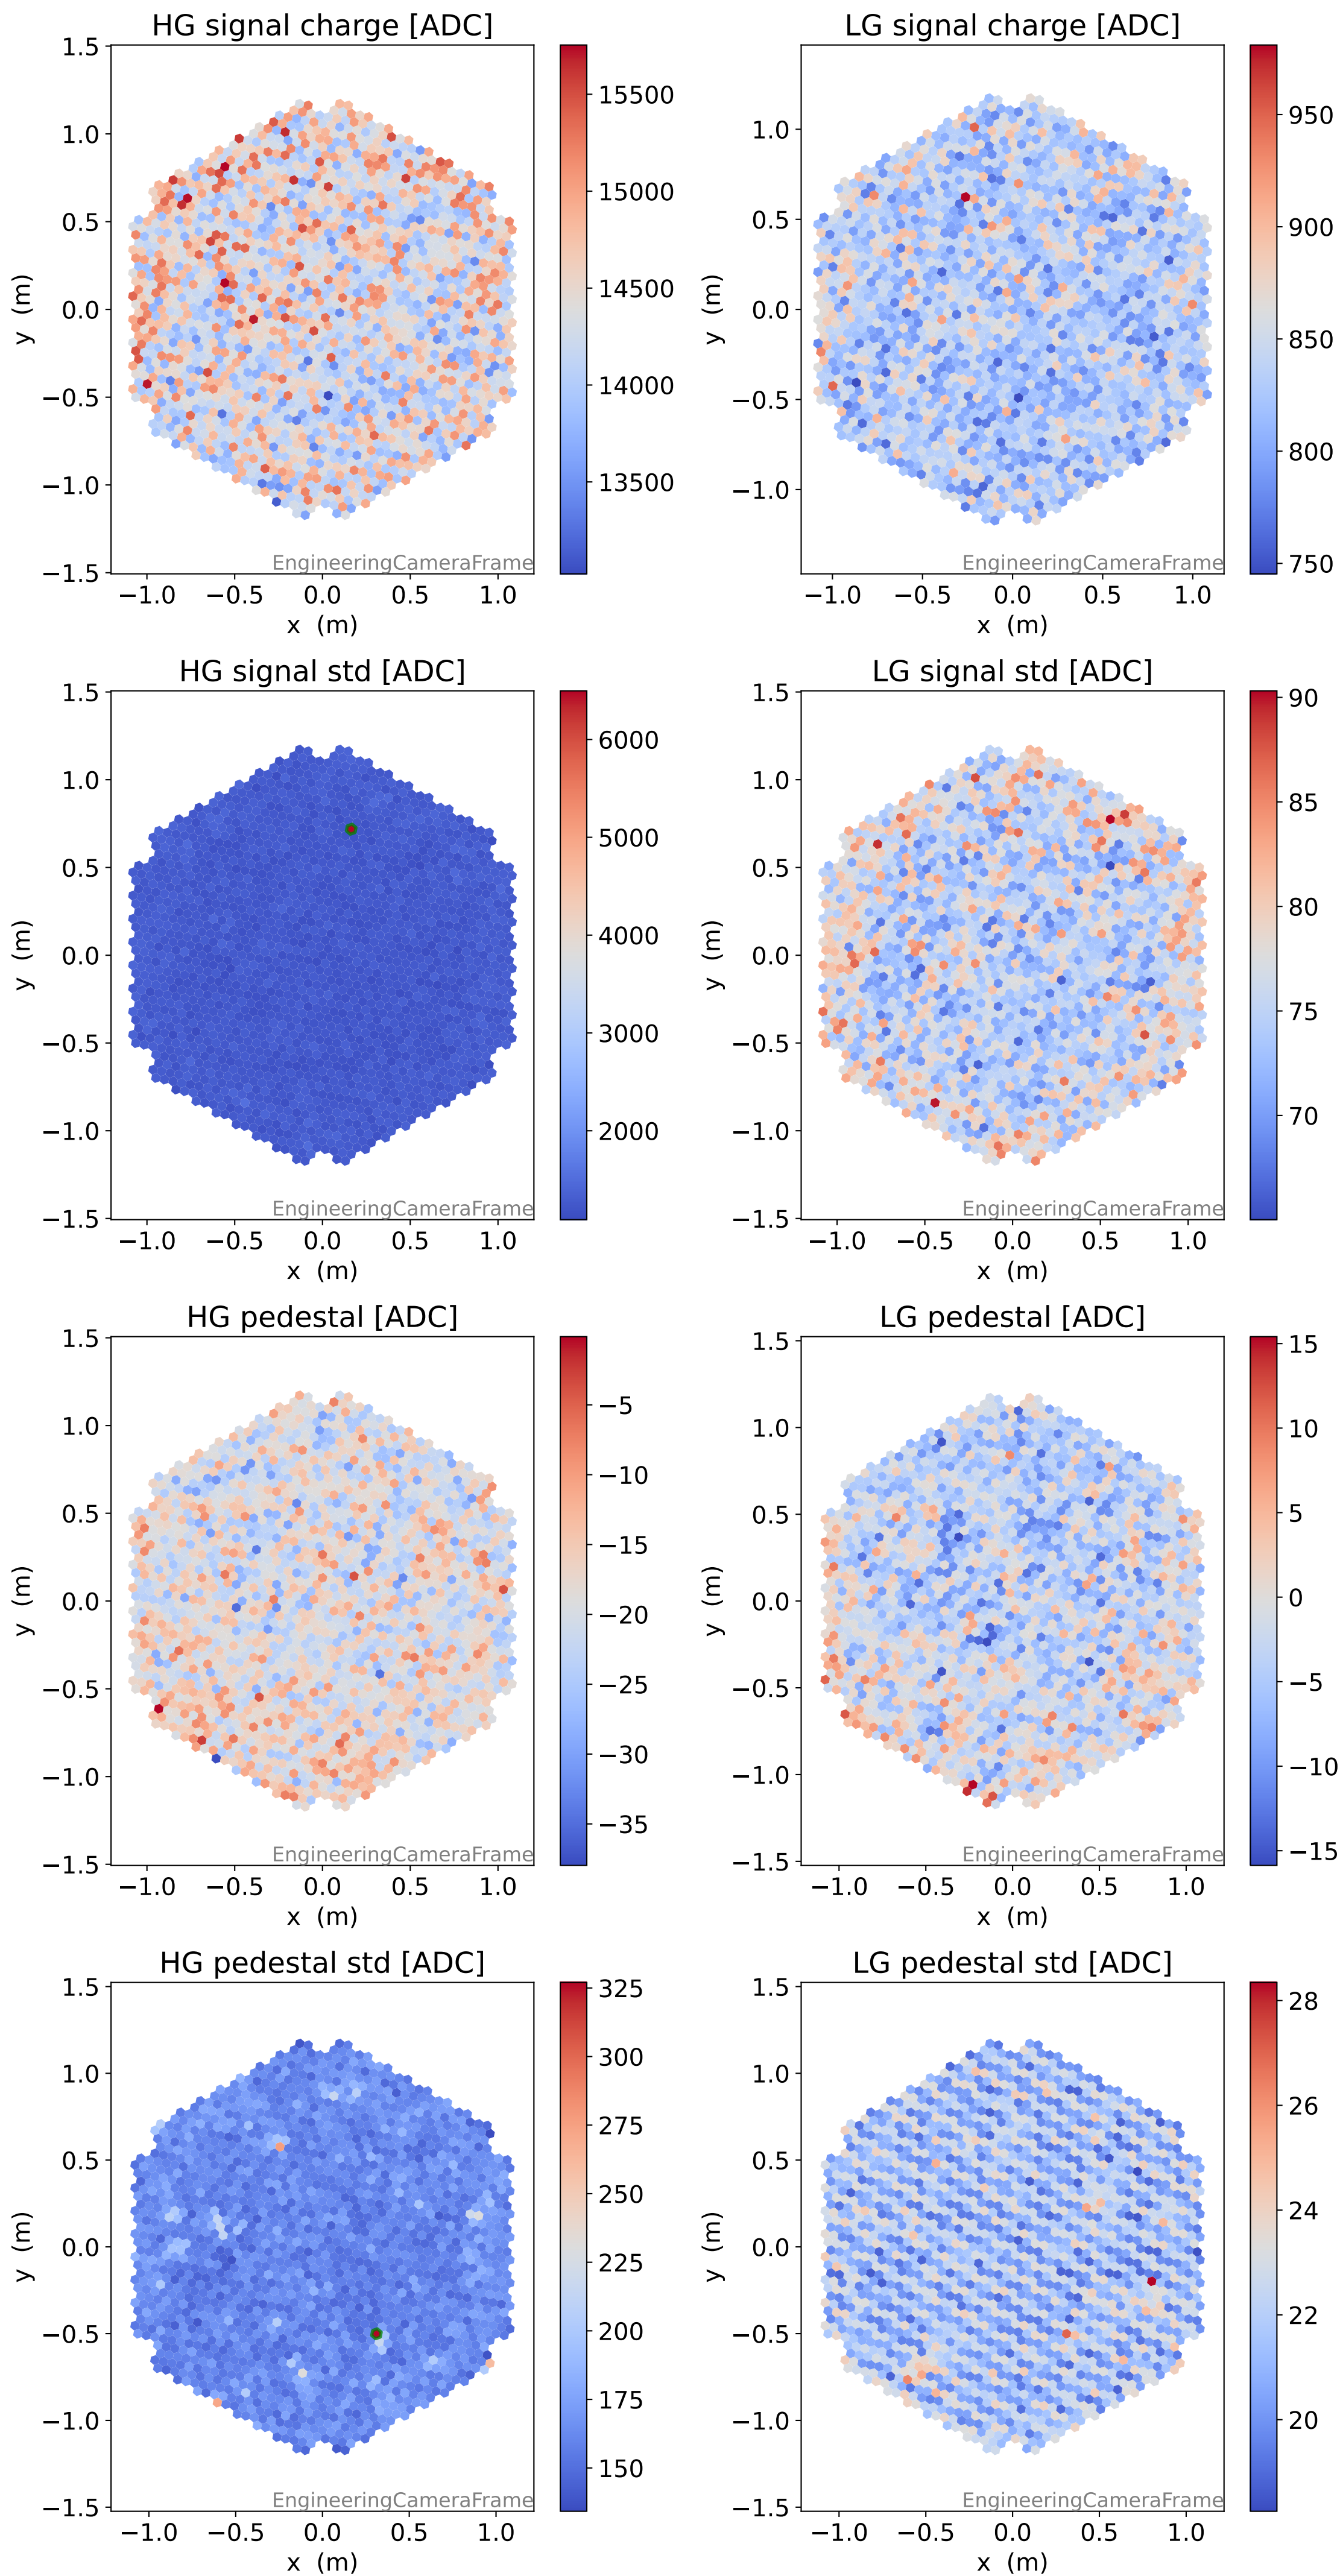 HG signal charge [ADC]
1.5
1.0
0.5
0.0
−0.5
−1.0
−1.5
−1.0 −0.5 0.0 0.5 1.0
x (m)
y (m)
EngineeringCameraFrame
15500
15000
14500
14000
13500
LG signal charge [ADC]
1.0
0.5
0.0
−0.5
−1.0
−1.0 −0.5 0.0 0.5 1.0
x (m)
y (m)
EngineeringCameraFrame
950
900
850
800
750
HG signal std [ADC]
1.5
1.0
0.5
0.0
−0.5
−1.0
−1.5
−1.0 −0.5 0.0 0.5 1.0
x (m)
y (m)
EngineeringCameraFrame
6000
5000
4000
3000
2000
LG signal std [ADC]
1.5
1.0
0.5
0.0
−0.5
−1.0
−1.5
−1.0 −0.5 0.0 0.5 1.0
x (m)
y (m)
EngineeringCameraFrame
90
85
80
75
70
HG pedestal [ADC]
1.5
1.0
0.5
0.0
−0.5
−1.0
−1.5
−1.0 −0.5 0.0 0.5 1.0
x (m)
y (m)
EngineeringCameraFrame
−5
−10
−15
−20
−25
−30
−35
LG pedestal [ADC]
1.5
1.0
0.5
0.0
−0.5
−1.0
−1.5
−1.0 −0.5 0.0 0.5 1.0
x (m)
y (m)
EngineeringCameraFrame
15
10
5
0
−5
−10
−15
HG pedestal std [ADC]
1.5
1.0
0.5
0.0
−0.5
−1.0
−1.5
−1.0 −0.5 0.0 0.5 1.0
x (m)
y (m)
EngineeringCameraFrame
325
300
275
250
225
200
175
150
LG pedestal std [ADC]
1.5
1.0
0.5
0.0
−0.5
−1.0
−1.5
−1.0 −0.5 0.0 0.5 1.0
x (m)
y (m)
EngineeringCameraFrame
28
26
24
22
20